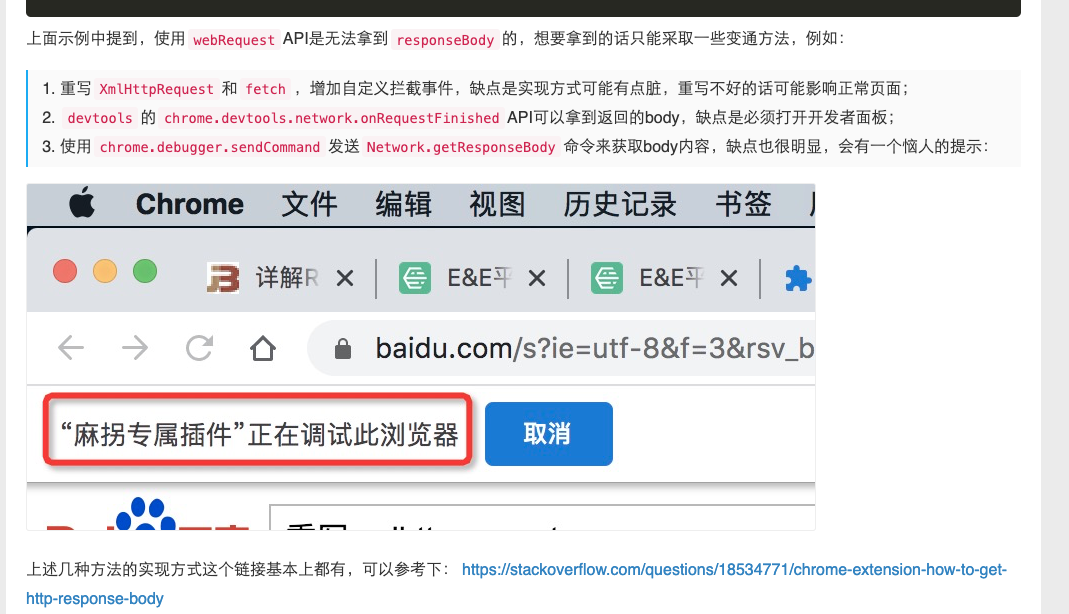 上面示例中提到，使用 webRequest API是无法拿到 responseBody 的，想要拿到的话只能采取一些变通方法，例如：
1. 重写 XmlHttpRequest 和 fetch ，增加自定义拦截事件，缺点是实现方式可能有点脏，重写不好的话可能影响正常页面；
2. devtools 的 chrome.devtools.network.onRequestFinished API可以拿到返回的body，缺点是必须打开开发者面板；
3. 使用 chrome.debugger.sendCommand 发送 Network.getResponseBody 命令来获取body内容，缺点也很明显，会有一个恼人的提示：
Chrome 文件 编辑 视图 历史记录 书签
详解R E&E平 E&E平
baidu.com/s?ie=utf-8&f=3&rsv_b
“麻拐专属插件”正在调试此浏览器 取消
上述几种方法的实现方式这个链接基本上都有，可以参考下： https://stackoverflow.com/questions/18534771/chrome-extension-how-to-get-
http-response-body